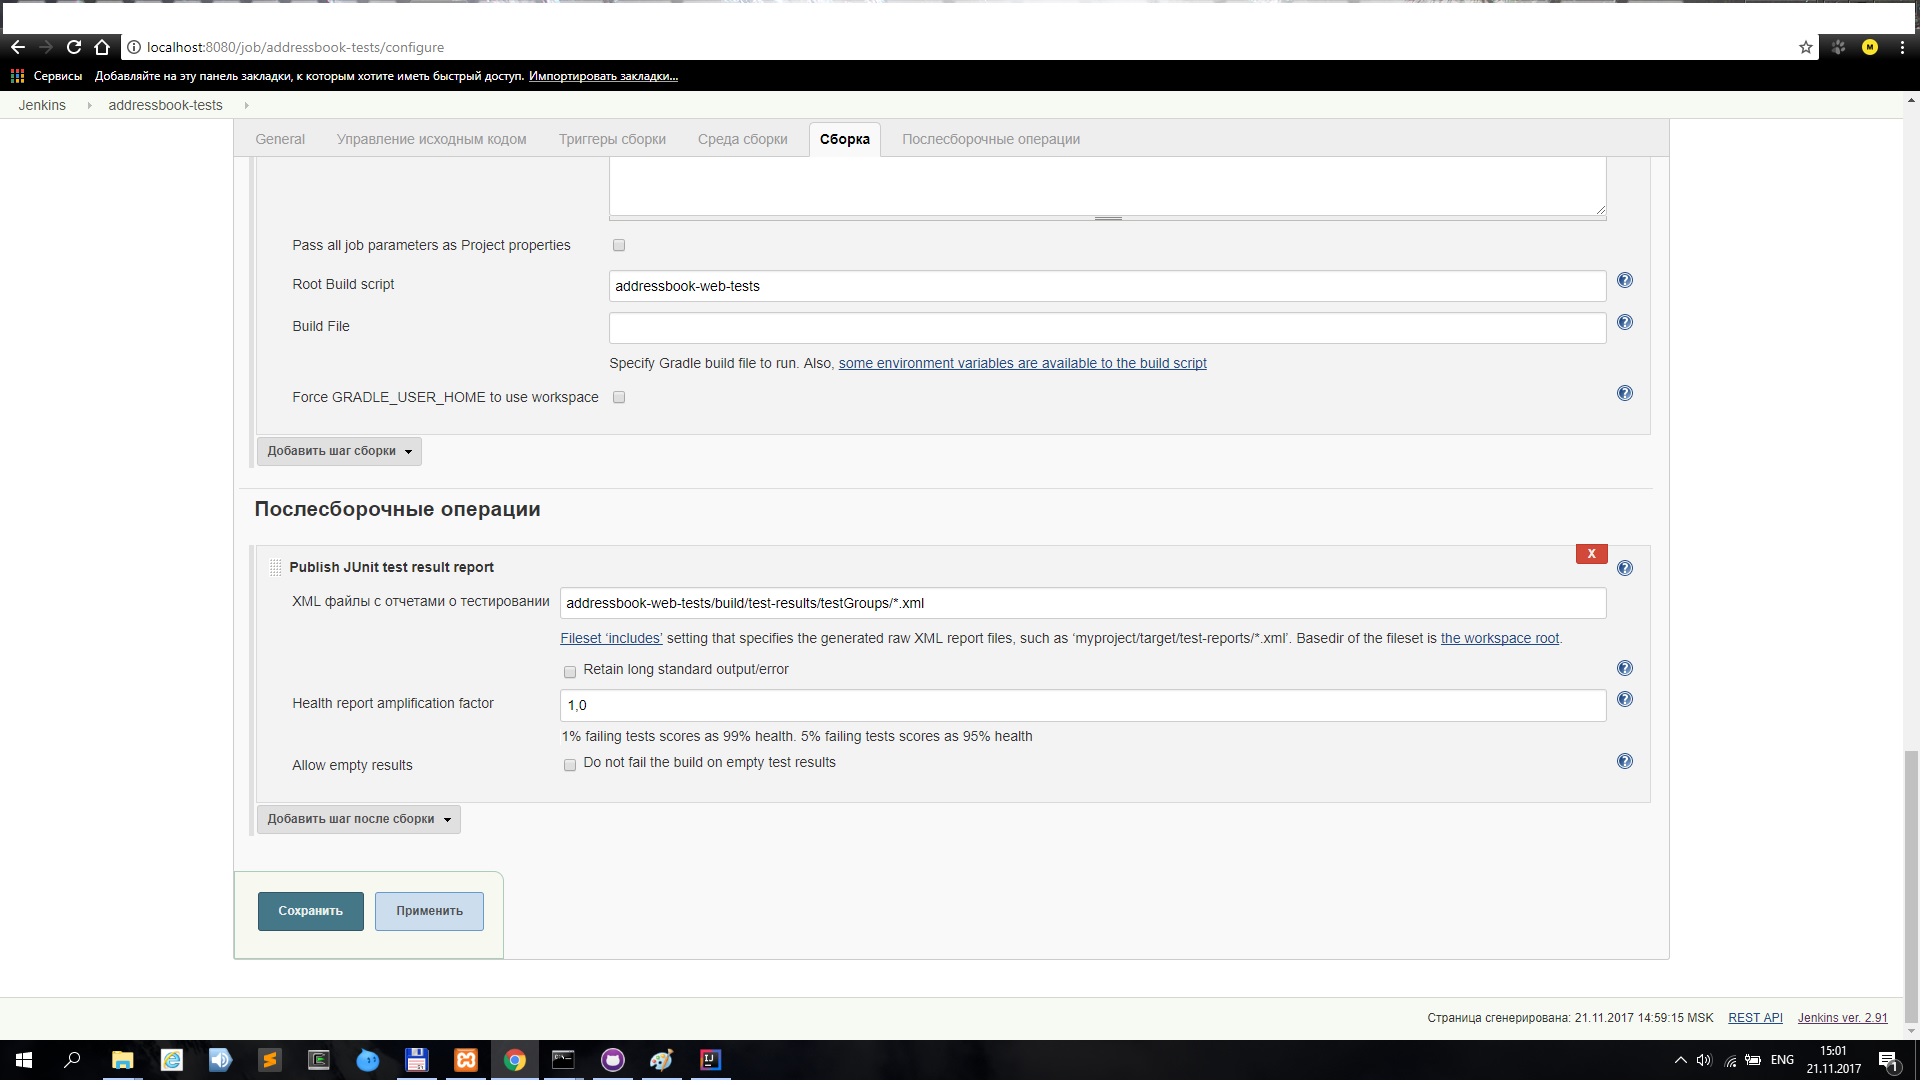 localhost:8080/job/addressbook-tests/configure
M
Сервисы Добавляйте на эту панель закладки, к которым хотите иметь быстрый доступ. Импортировать закладки...
Jenkins addressbook-tests
General Управление исходным кодом Триггеры сборки Среда сборки Сборка Послесборочные операции
Pass all job parameters as Project properties
Root Build script addressbook-web-tests
Build File
Specify Gradle build file to run. Also, some environment variables are available to the build script
Force GRADLE_USER_HOME to use workspace
Добавить шаг сборки
Послесборочные операции
X
Publish JUnit test result report
XML файлы с отчетами о тестировании addressbook-web-tests/build/test-results/testGroups/*.xml
Fileset ‘includes’ setting that specifies the generated raw XML report files, such as ‘myproject/target/test-reports/*.xml’. Basedir of the fileset is the workspace root.
Retain long standard output/error
Health report amplification factor 1,0
1% failing tests scores as 99% health. 5% failing tests scores as 95% health
Allow empty results Do not fail the build on empty test results
Добавить шаг после сборки
Сохранить Применить
Страница сгенерирована: 21.11.2017 14:59:15 MSK REST API Jenkins ver. 2.91
ENG 15:01
21.11.2017
1